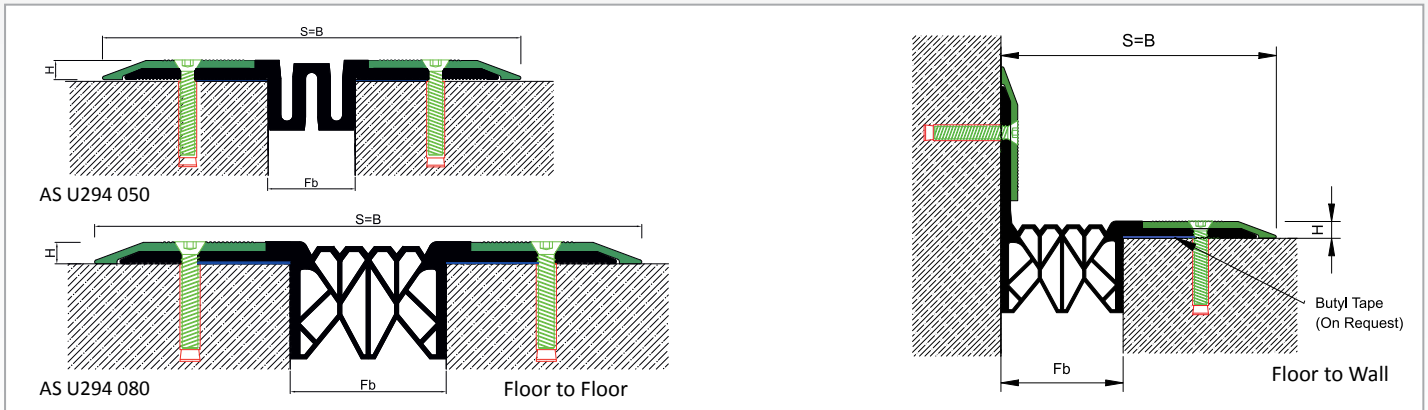 S=B
H
Fb
AS U294 050
S=B
H
Fb
AS U294 080
Floor to Floor
S=B
H
Butyl Tape
(On Request)
Fb
Floor to Wall